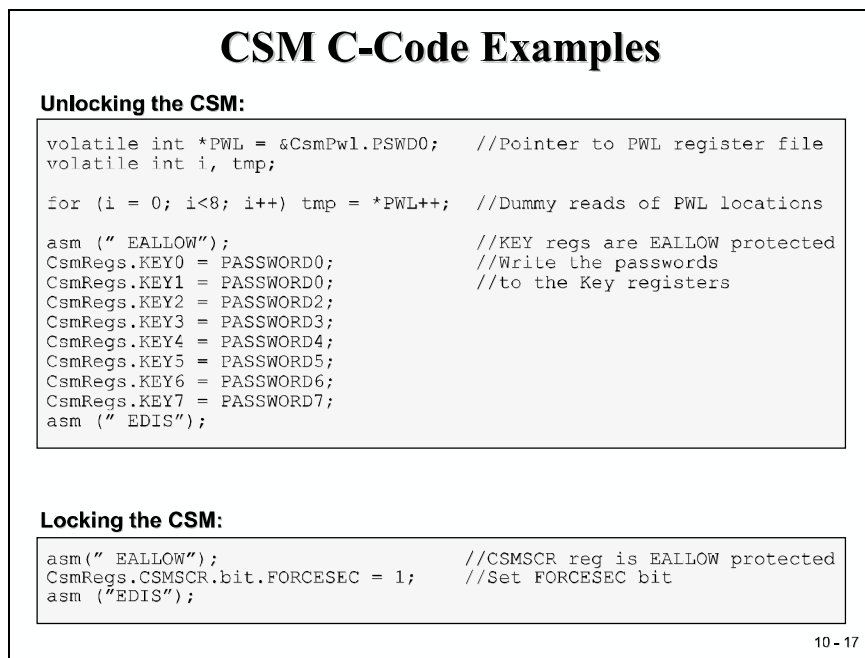 CSM C-Code Examples
Unlocking the CSM:
volatile int *PWL = &CsmPwl.PSWD0; //Pointer to PWL register file
volatile int i, tmp;
for (i = 0; i<8; i++) tmp = *PWL++; //Dummy reads of PWL locations
asm (" EALLOW"); //KEY regs are EALLOW protected
CsmRegs.KEY0 = PASSWORD0; //Write the passwords
CsmRegs.KEY1 = PASSWORD0; //to the Key registers
CsmRegs.KEY2 = PASSWORD2;
CsmRegs.KEY3 = PASSWORD3;
CsmRegs.KEY4 = PASSWORD4;
CsmRegs.KEY5 = PASSWORD5;
CsmRegs.KEY6 = PASSWORD6;
CsmRegs.KEY7 = PASSWORD7;
asm (" EDIS");
Locking the CSM:
asm(" EALLOW"); //CSMSCR reg is EALLOW protected
CsmRegs.CSMSCR.bit.FORCESEC = 1; //Set FORCESEC bit
asm ("EDIS");
10 - 17